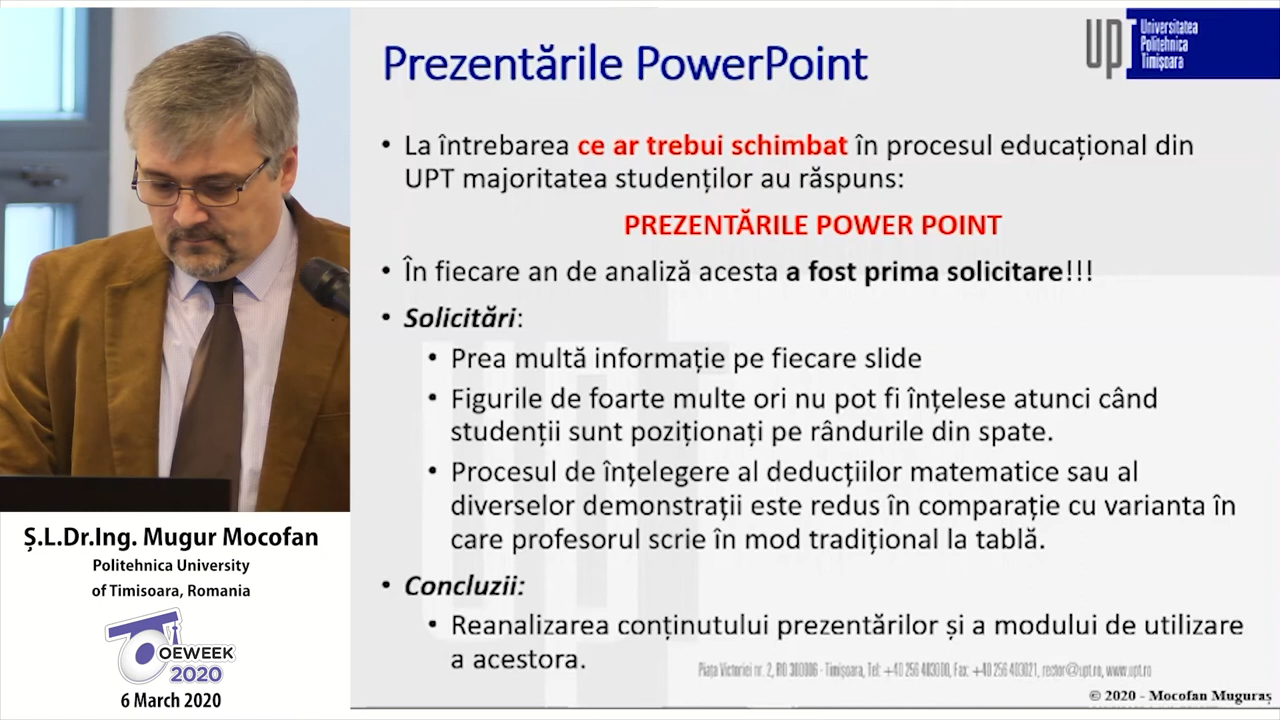 Prezentările PowerPoint
UPT
Universitatea
Politehnica
Timișoara
• La întrebarea ce ar trebui schimbat în procesul educațional din
UPT majoritatea studenților au răspuns:
PREZENTĂRILE POWER POINT
• În fiecare an de analiză acesta a fost prima solicitare!!!
• Solicitări:
• Prea multă informație pe fiecare slide
• Figurile de foarte multe ori nu pot fi înțelese atunci când
studenții sunt poziționați pe rândurile din spate.
• Procesul de înțelegere al deducțiilor matematice sau al
diverselor demonstrații este redus în comparație cu varianta în
care profesorul scrie în mod tradițional la tablă.
• Concluzii:
• Reanalizarea conținutului prezentărilor și a modului de utilizare
a acestora.
Piața Victoriei nr. 2, RO 300006 - Timișoara, Tel: +40 256 403000, Fax: +40 256 403021, rector@upt.ro, www.upt.ro
© 2020 - Mocofan Muguraș
Ș.L.Dr.Ing. Mugur Mocofan
Politehnica University
of Timisoara, Romania
OEWEEK
2020
6 March 2020